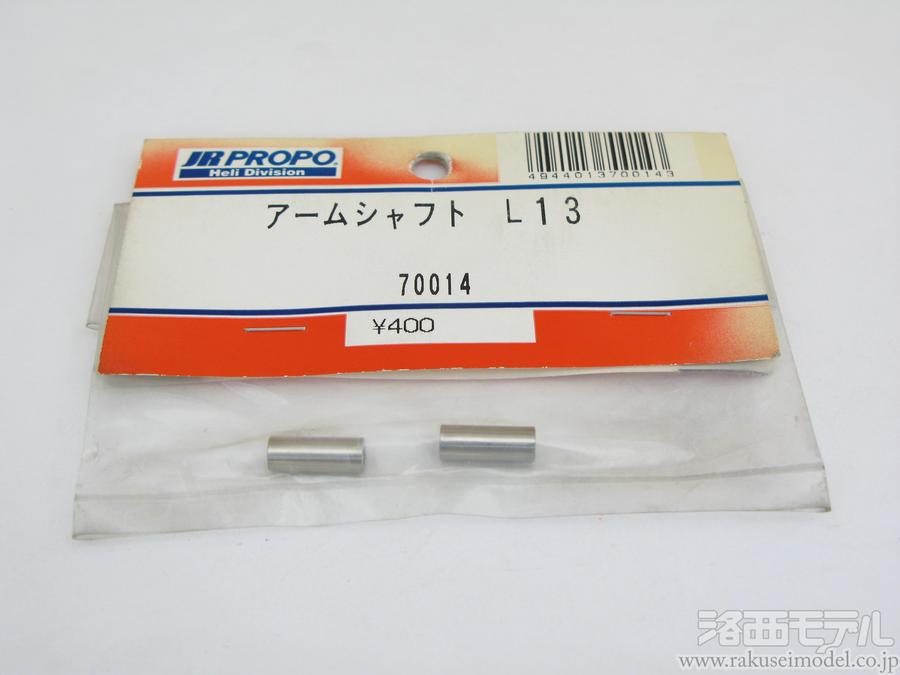 JR PROPO
Heli Division
4944013700143
アームシャフト L13
70014
¥400
洛西モデル
www.rakuseimodel.co.jp